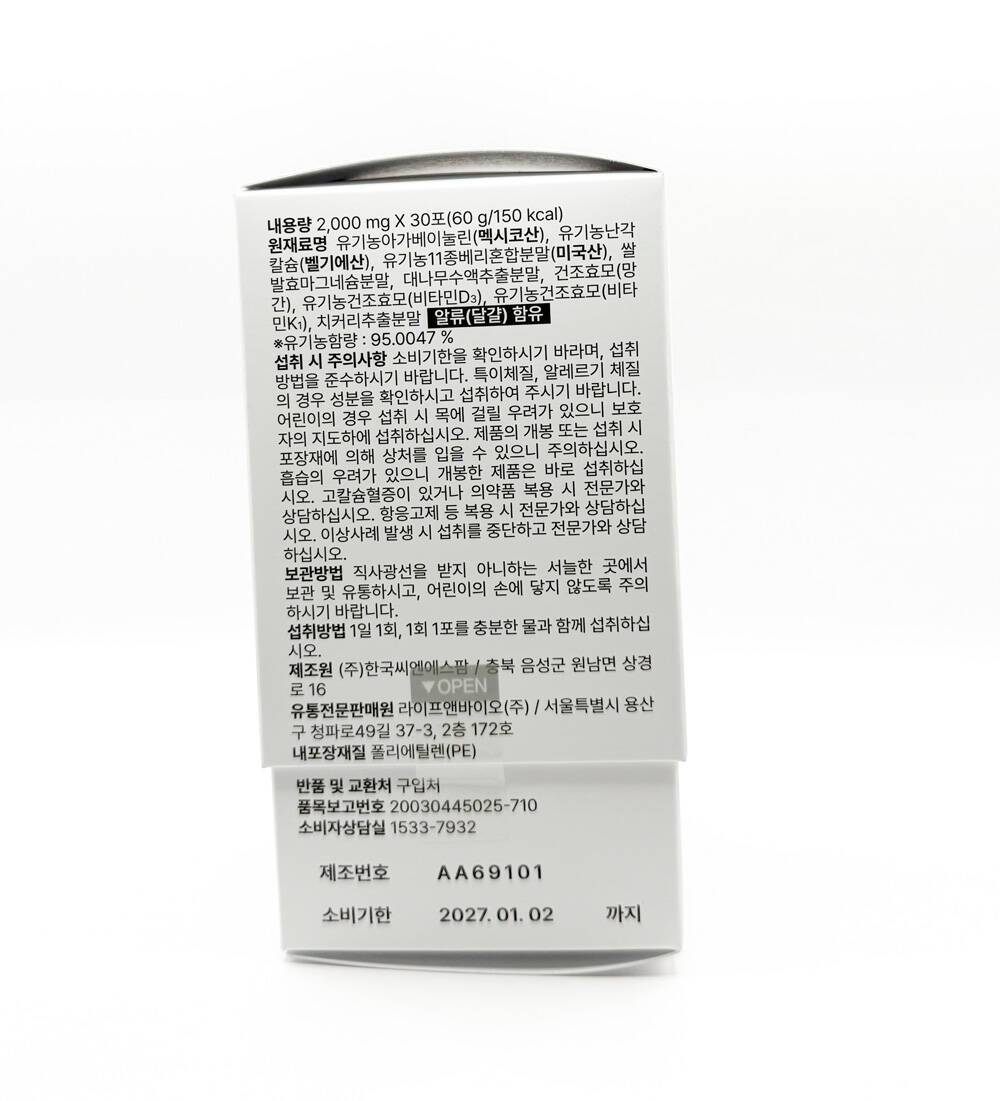 내용량 2,000 mg X 30포(60 g/150 kcal)
원재료명 유기농아가베이눌린(멕시코산), 유기농난각
칼슘(벨기에산), 유기농11종베리혼합분말(미국산), 쌀
발효마그네슘분말, 대나무수액추출분말, 건조효모(망
간), 유기농건조효모(비타민D₃), 유기농건조효모(비타
민K₁), 치커리추출분말 알류(달걀) 함유
※유기농함량 : 95.0047 %
섭취 시 주의사항 소비기한을 확인하시기 바라며, 섭취
방법을 준수하시기 바랍니다. 특이체질, 알레르기 체질
의 경우 성분을 확인하시고 섭취하여 주시기 바랍니다.
어린이의 경우 섭취 시 목에 걸릴 우려가 있으니 보호
자의 지도하에 섭취하십시오. 제품의 개봉 또는 섭취 시
포장재에 의해 상처를 입을 수 있으니 주의하십시오.
흡습의 우려가 있으니 개봉한 제품은 바로 섭취하십
시오. 고칼슘혈증이 있거나 의약품 복용 시 전문가와
상담하십시오. 항응고제 등 복용 시 전문가와 상담하십
시오. 이상사례 발생 시 섭취를 중단하고 전문가와 상담
하십시오.
보관방법 직사광선을 받지 아니하는 서늘한 곳에서
보관 및 유통하시고, 어린이의 손에 닿지 않도록 주의
하시기 바랍니다.
섭취방법 1일 1회, 1회 1포를 충분한 물과 함께 섭취하십
시오.
제조원 (주)한국씨엔에스팜 / 충북 음성군 원남면 상경
로 16
▼OPEN
유통전문판매원 라이프앤바이오(주) / 서울특별시 용산
구 청파로49길 37-3, 2층 172호
내포장재질 폴리에틸렌(PE)
반품 및 교환처 구입처
품목보고번호 20030445025-710
소비자상담실 1533-7932
제조번호 AA69101
소비기한 2027. 01. 02 까지